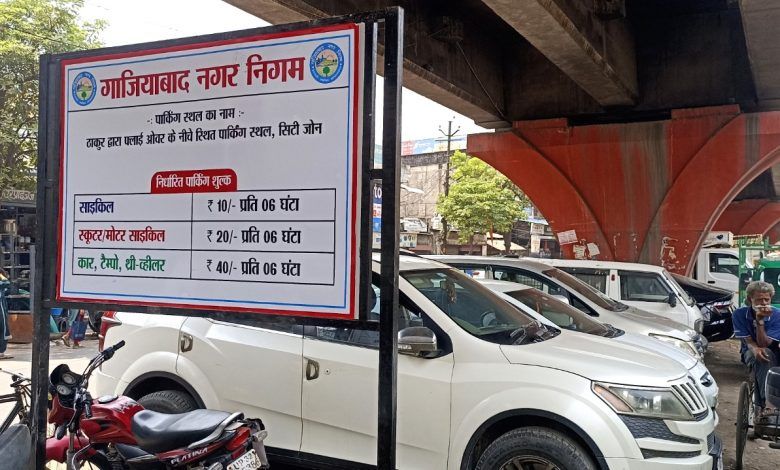 गाजियाबाद नगर निगम
-: पार्किंग स्थल का नाम :-
ठाकुर द्वारा फ्लाई ओवर के नीचे स्थित पार्किंग स्थल, सिटी जोन
निर्धारित पार्किंग शुल्क
साइकिल ₹ 10/- प्रति 06 घंटा
स्कूटर/मोटर साइकिल ₹ 20/- प्रति 06 घंटा
कार, टैम्पो, थ्री-व्हीलर ₹ 40/- प्रति 06 घंटा
PLATINA